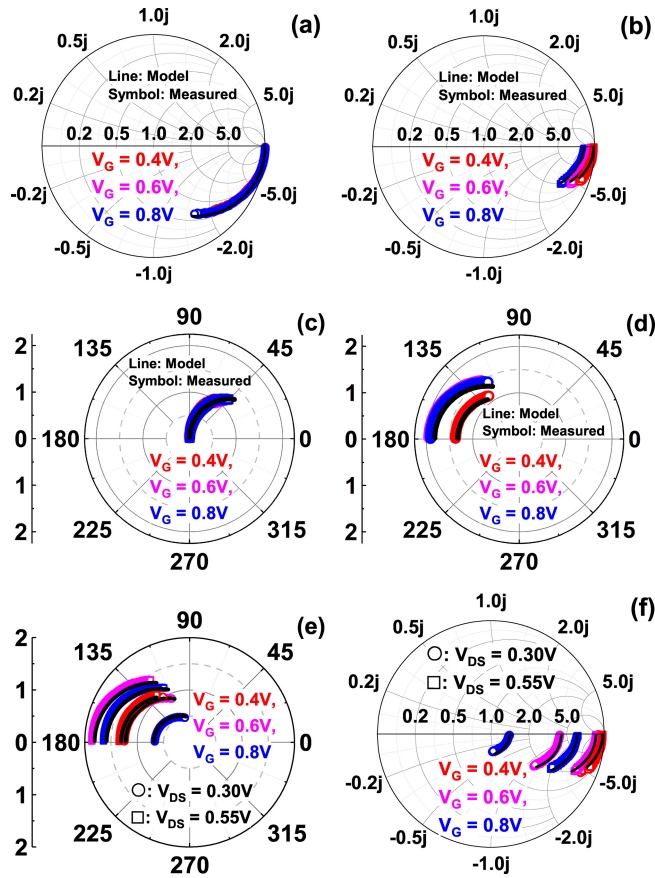 (a)
1.0j
0.5j
2.0j
Line: Model
Symbol: Measured
0.2j
5.0j
0.2 0.5 1.0 2.0 5.0
V_G = 0.4V,
V_G = 0.6V,
V_G = 0.8V
-0.2j
-5.0j
-0.5j
-2.0j
-1.0j
(b)
1.0j
0.5j
2.0j
Line: Model
Symbol: Measured
0.2j
5.0j
0.2 0.5 1.0 2.0 5.0
V_G = 0.4V,
V_G = 0.6V,
V_G = 0.8V
-0.2j
-5.0j
-0.5j
-2.0j
-1.0j
(c)
90
135
45
Line: Model
Symbol: Measured
2
1
0
1
2
180
0
V_G = 0.4V,
V_G = 0.6V,
V_G = 0.8V
225
315
270
(d)
90
135
45
2
1
0
1
2
Line: Model
Symbol: Measured
180
0
V_G = 0.4V,
V_G = 0.6V,
V_G = 0.8V
225
315
270
(e)
90
135
45
2
1
0
1
2
180
0
V_G = 0.4V,
V_G = 0.6V,
V_G = 0.8V
: V_DS = 0.30V
: V_DS = 0.55V
225
315
270
(f)
1.0j
0.5j
2.0j
: V_DS = 0.30V
: V_DS = 0.55V
0.2j
5.0j
0.2 0.5 1.0 2.0 5.0
V_G = 0.4V,
V_G = 0.6V,
V_G = 0.8V
-0.2j
-5.0j
-0.5j
-2.0j
-1.0j